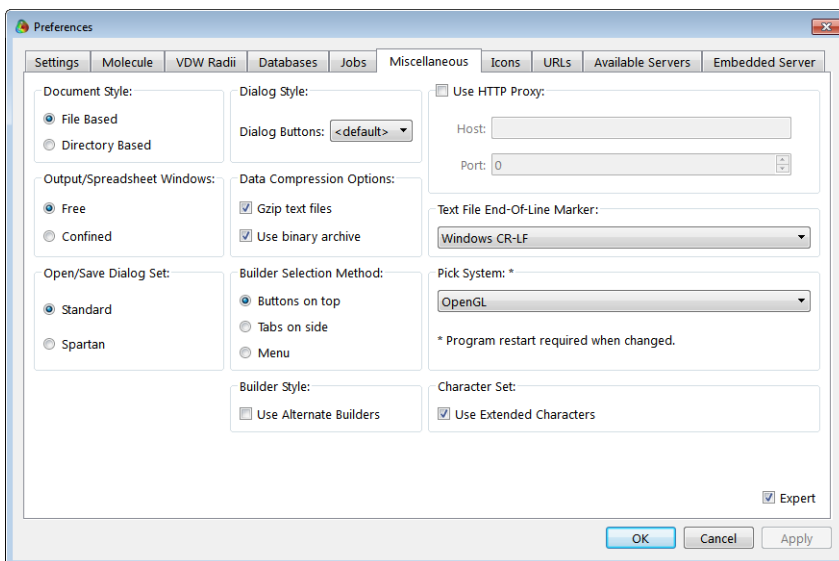 Preferences
Settings
Molecule
VDW Radii
Databases
Jobs
Miscellaneous
Icons
URLs
Available Servers
Embedded Server
Document Style:
File Based
Directory Based
Output/Spreadsheet Windows:
Free
Confined
Open/Save Dialog Set:
Standard
Spartan
Dialog Style:
Dialog Buttons: <default>
Data Compression Options:
Gzip text files
Use binary archive
Builder Selection Method:
Buttons on top
Tabs on side
Menu
Builder Style:
Use Alternate Builders
Use HTTP Proxy:
Host:
Port: 0
Text File End-Of-Line Marker:
Windows CR-LF
Pick System: *
OpenGL
* Program restart required when changed.
Character Set:
Use Extended Characters
Expert
OK
Cancel
Apply